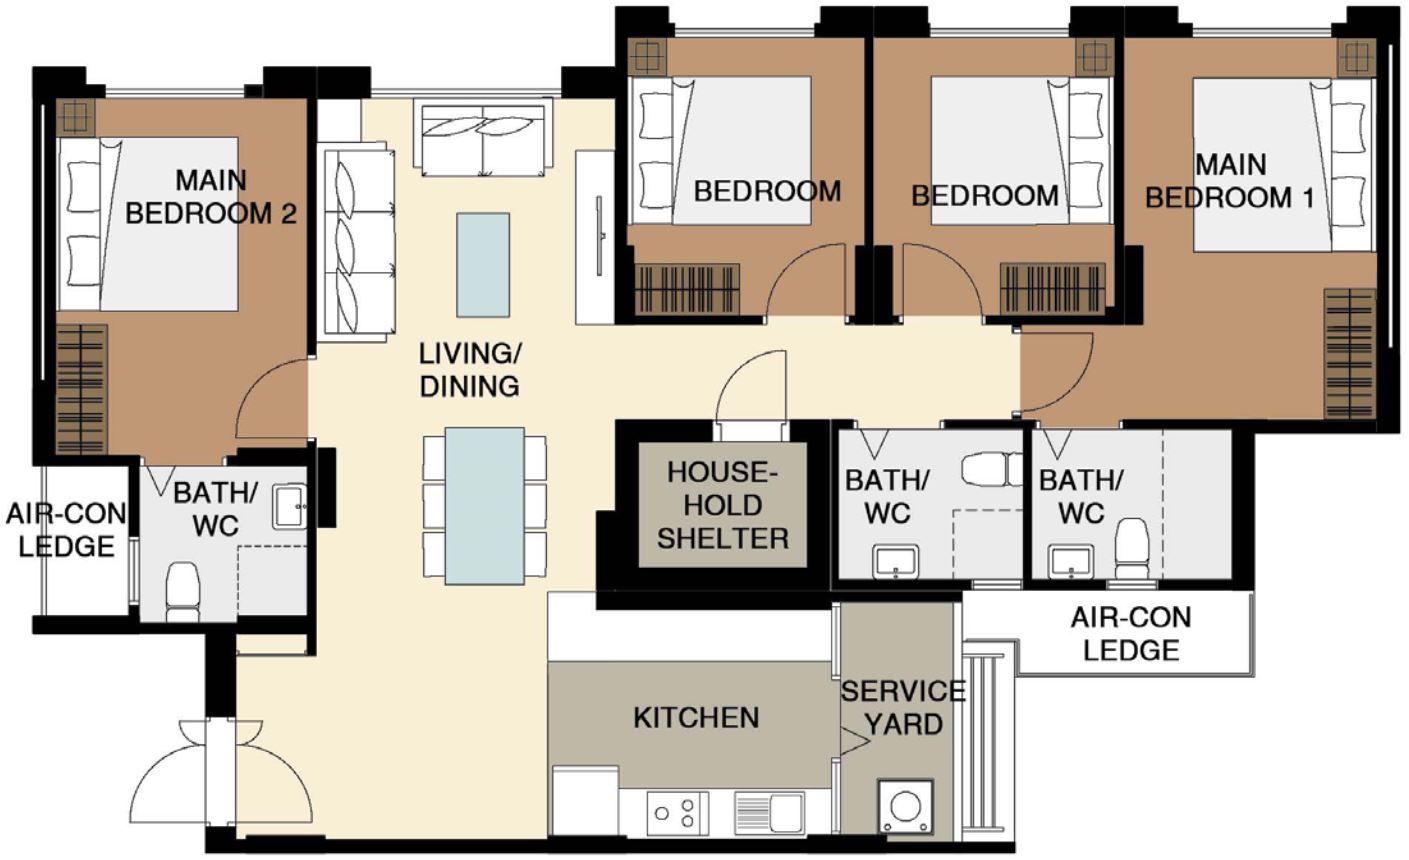 MAIN
BEDROOM 2
BEDROOM
BEDROOM
MAIN
BEDROOM 1
LIVING/
DINING
AIR-CON
LEDGE
BATH/
WC
HOUSE-
HOLD
SHELTER
BATH/
WC
BATH/
WC
AIR-CON
LEDGE
KITCHEN
SERVICE
YARD